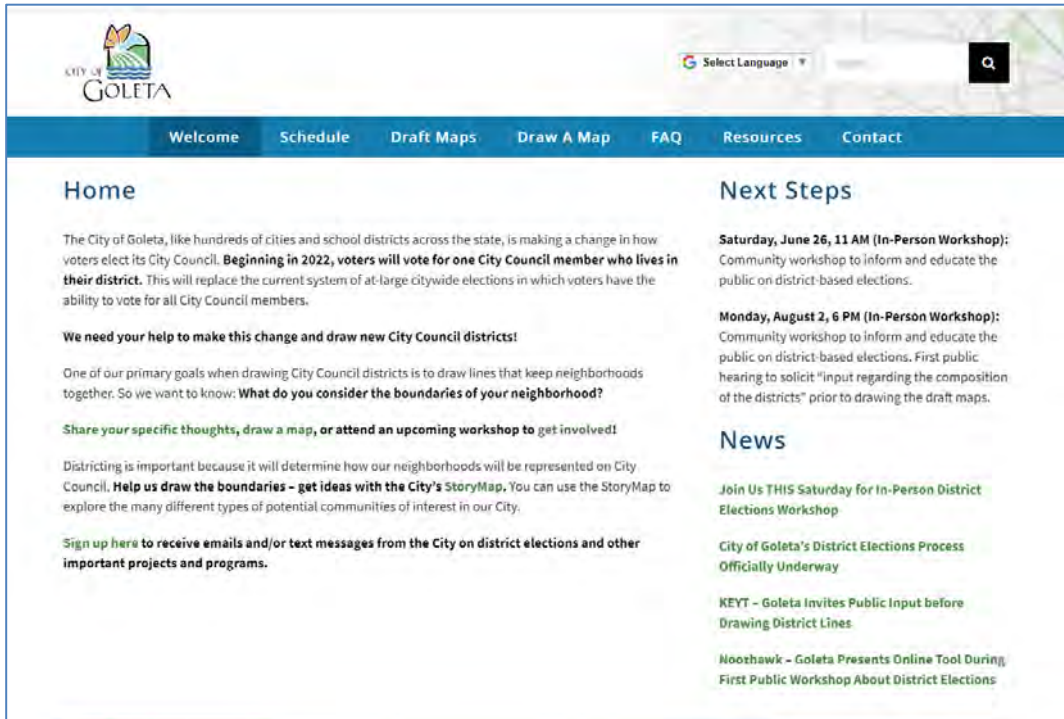 CITY OF
GOLETA
Select Language
Welcome Schedule Draft Maps Draw A Map FAQ Resources Contact
Home
The City of Goleta, like hundreds of cities and school districts across the state, is making a change in how
voters elect its City Council. Beginning in 2022, voters will vote for one City Council member who lives in
their district. This will replace the current system of at-large citywide elections in which voters have the
ability to vote for all City Council members.
We need your help to make this change and draw new City Council districts!
One of our primary goals when drawing City Council districts is to draw lines that keep neighborhoods
together. So we want to know: What do you consider the boundaries of your neighborhood?
Share your specific thoughts, draw a map, or attend an upcoming workshop to get involved!
Districting is important because it will determine how our neighborhoods will be represented on City
Council. Help us draw the boundaries – get ideas with the City's StoryMap. You can use the StoryMap to
explore the many different types of potential communities of interest in our City.
Sign up here to receive emails and/or text messages from the City on district elections and other
important projects and programs.
Next Steps
Saturday, June 26, 11 AM (In-Person Workshop):
Community workshop to inform and educate the
public on district-based elections.
Monday, August 2, 6 PM (In-Person Workshop):
Community workshop to inform and educate the
public on district-based elections. First public
hearing to solicit "input regarding the composition
of the districts" prior to drawing the draft maps.
News
Join Us THIS Saturday for In-Person District
Elections Workshop
City of Goleta's District Elections Process
Officially Underway
KEYT – Goleta Invites Public Input before
Drawing District Lines
Noozhawk – Goleta Presents Online Tool During
First Public Workshop About District Elections